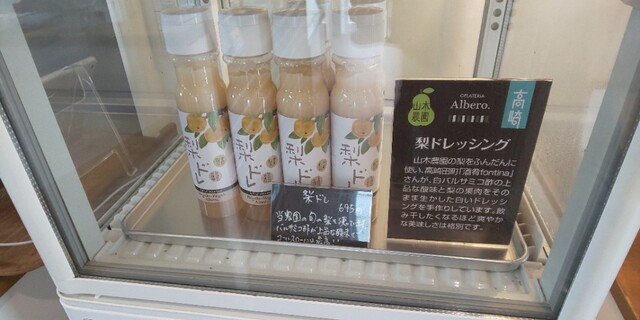 梨ドレ
梨ドレ
梨ドレ
山木
農園
GELATERIA
Albero.
高崎
梨ドレッシング
山木農園の梨をふんだんに
使い、高崎田町「酒肴fontina」
さんが、白バルサミコ酢の上
品な酸味と梨の果肉をその
まま生かした白いドレッシ
ングを手作りしています。飲
み干したくなるほど爽やか
な美味しさは格別です。
梨ドレ
695
当農園の旬の梨を使い